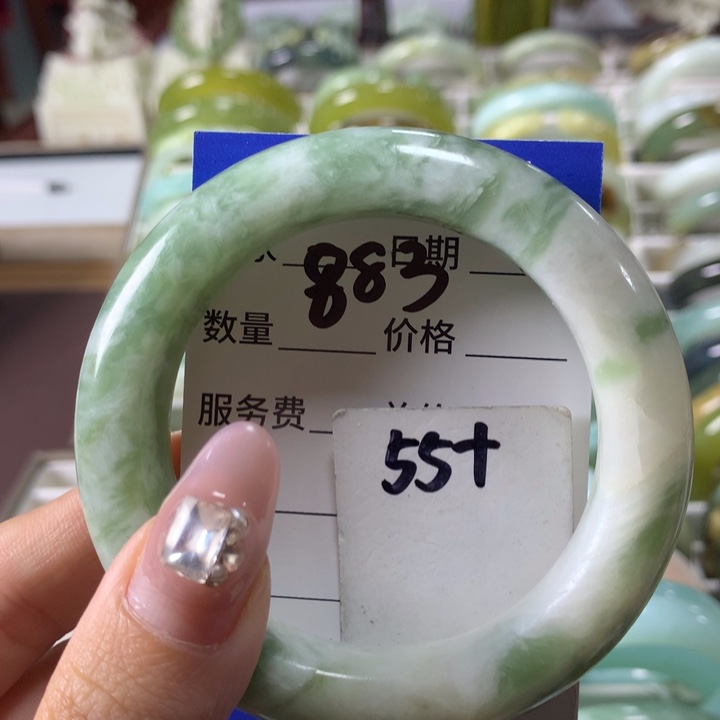 883 日期
数量 价格
服务费
55+